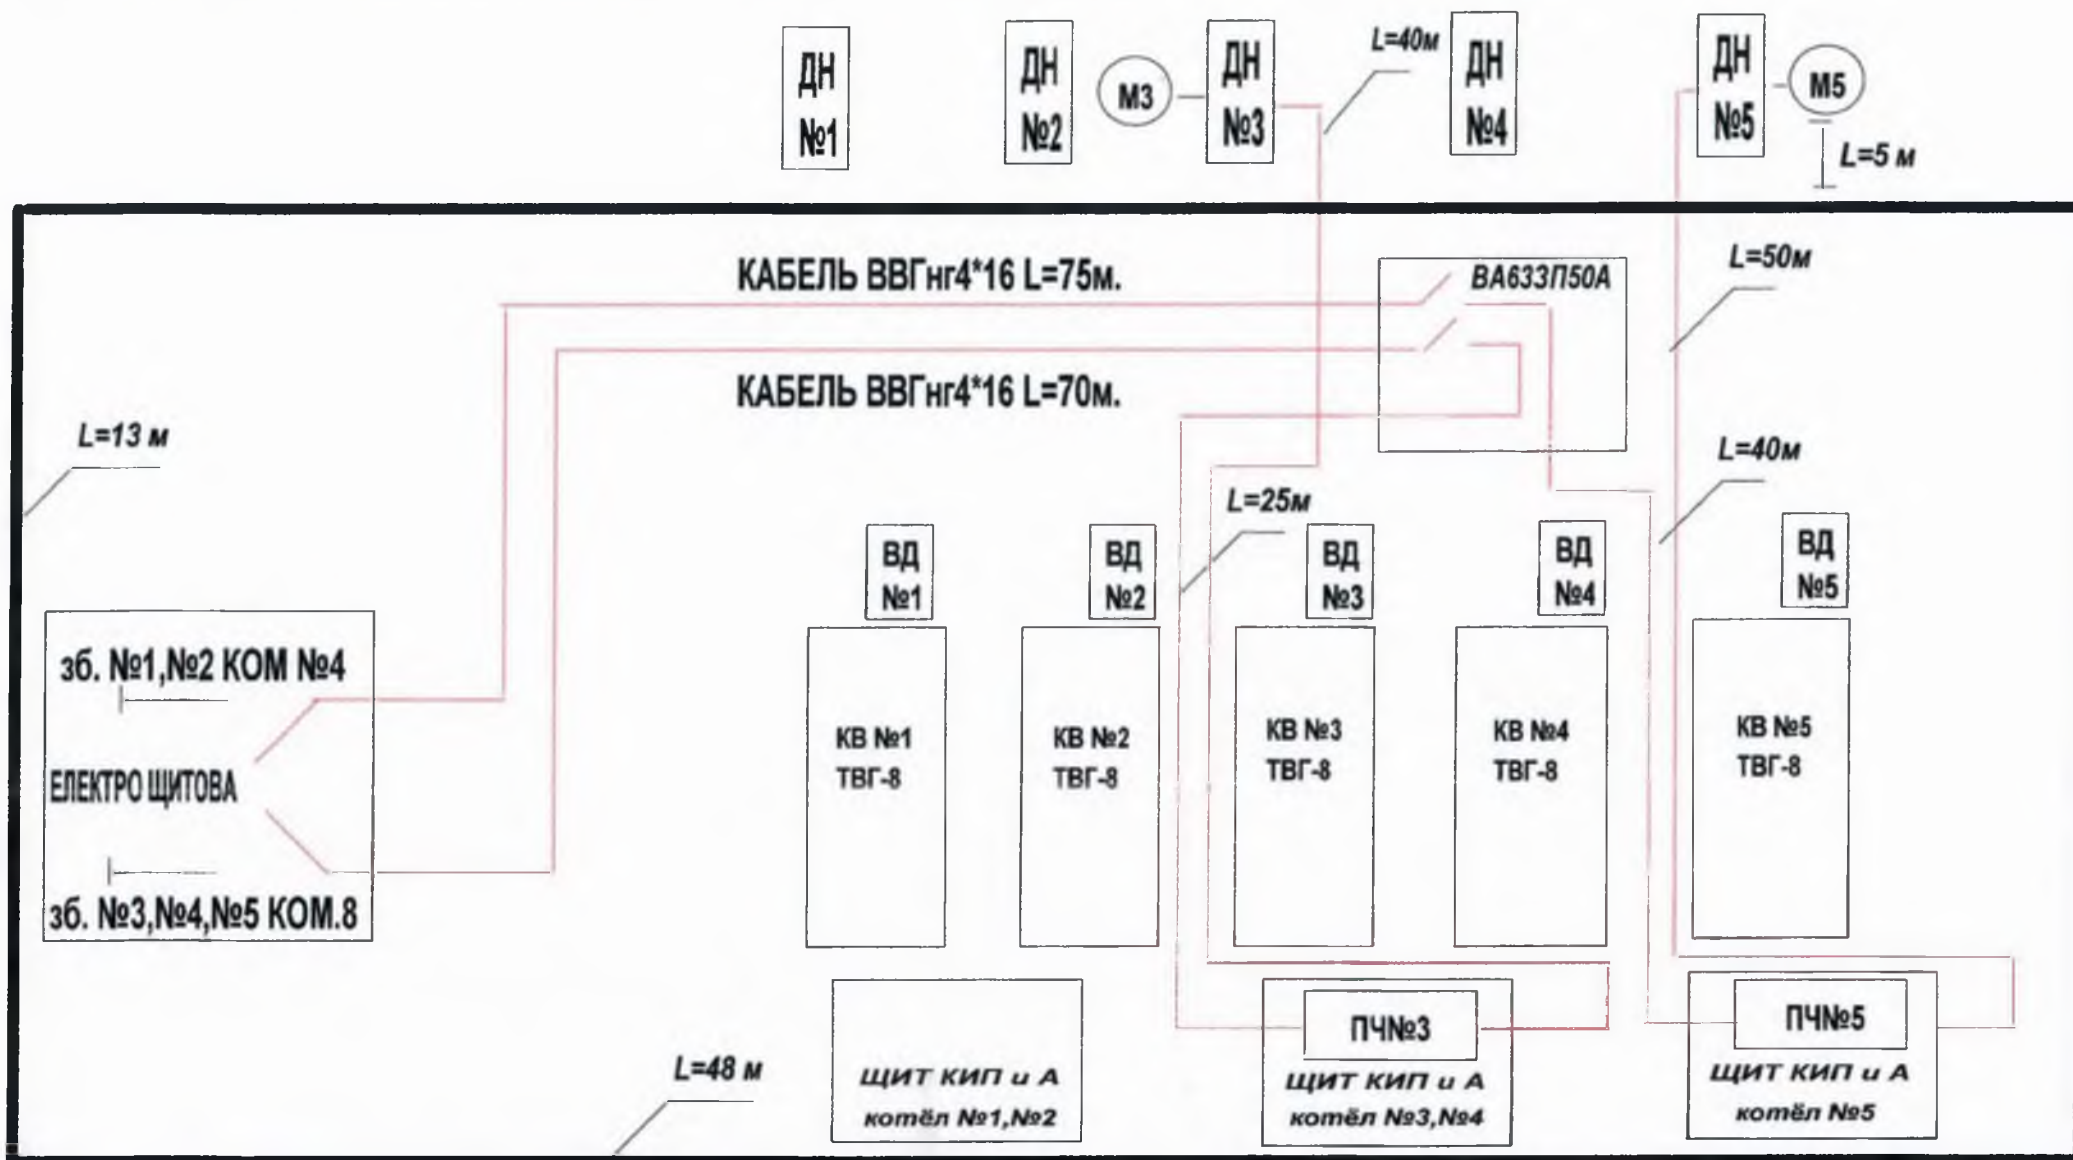 ДН
№1
ДН
№2
М3
ДН
№3
L=40м
ДН
№4
ДН
№5
М5
L=5 м
КАБЕЛЬ ВВГнг4*16 L=75м.
ВА633П50А
L=50м
КАБЕЛЬ ВВГнг4*16 L=70м.
L=13 м
L=40м
L=25м
ВД
№1
ВД
№2
ВД
№3
ВД
№4
ВД
№5
зб. №1,№2 КОМ №4
ЕЛЕКТРО ЩИТОВА
зб. №3,№4,№5 КОМ.8
КВ №1
ТВГ-8
КВ №2
ТВГ-8
КВ №3
ТВГ-8
КВ №4
ТВГ-8
КВ №5
ТВГ-8
L=48 м
ЩИТ КИП и А
котёл №1,№2
ПЧ№3
ЩИТ КИП и А
котёл №3,№4
ПЧ№5
ЩИТ КИП и А
котёл №5